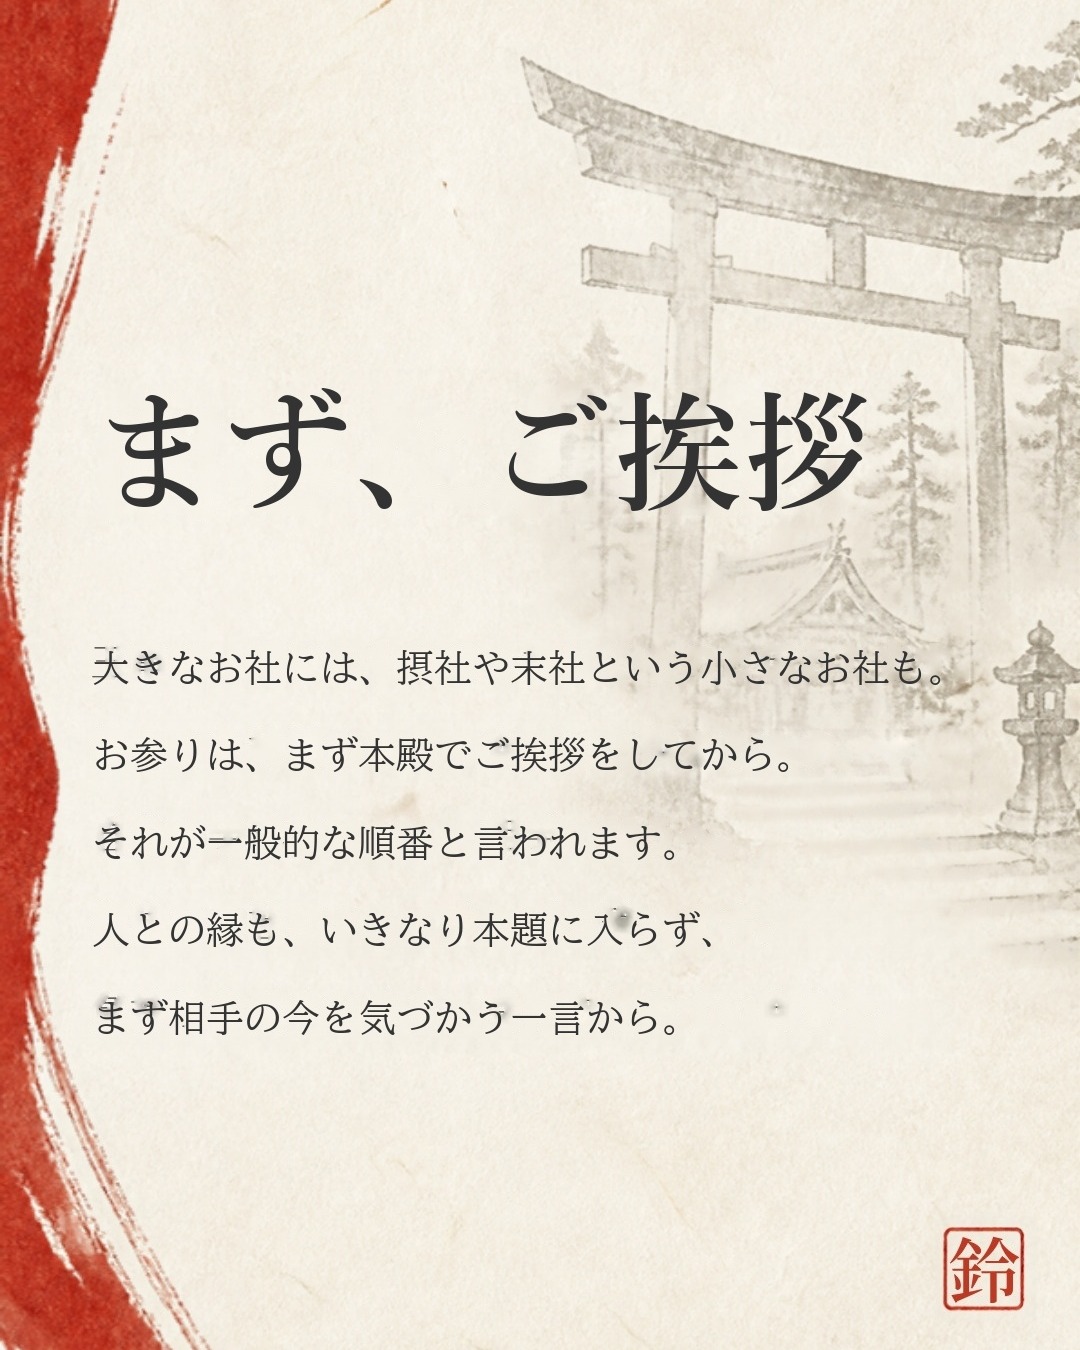 まず、ご挨拶
大きなお社には、摂社や末社という小さなお社も。
お参りは、まず本殿でご挨拶をしてから。
それが一般的な順番と言われます。
人との縁も、いきなり本題に入らず、
まず相手の今を気づかう一言から。
鈴